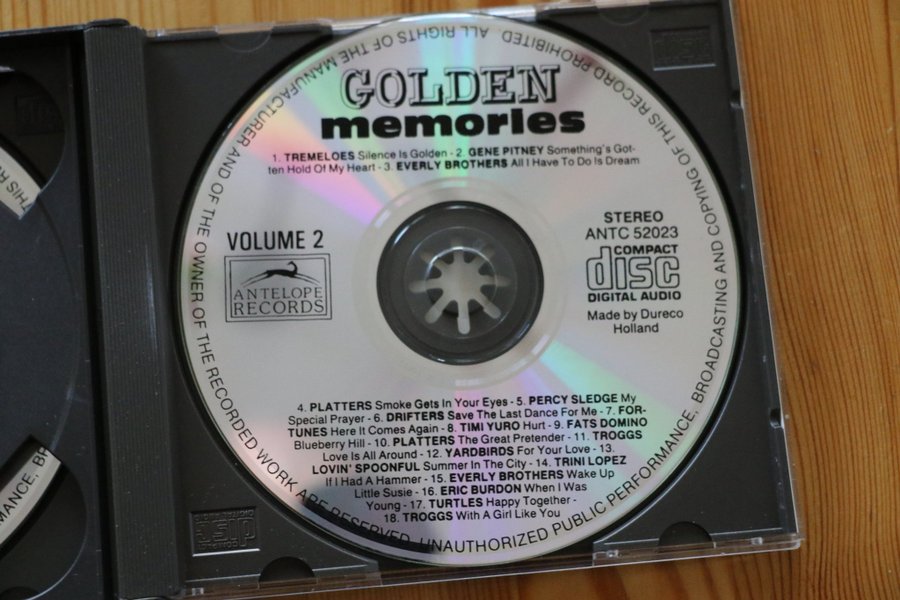 GOLDEN
memories
1. TREMELOES Silence Is Golden - 2. GENE PITNEY Something's Got-
ten Hold Of My Heart - 3. EVERLY BROTHERS All I Have To Do Is Dream
VOLUME 2
ANTELOPE
RECORDS
STEREO
ANTC 52023
COMPACT
disc
DIGITAL AUDIO
Made by Dureco
Holland
4. PLATTERS Smoke Gets In Your Eyes - 5. PERCY SLEDGE My
Special Prayer - 6. DRIFTERS Save The Last Dance For Me - 7. FOR-
TUNES Here It Comes Again - 8. TIMI YURO Hurt - 9. FATS DOMINO
Blueberry Hill - 10. PLATTERS The Great Pretender - 11. TROGGS
Love Is All Around - 12. YARDBIRDS For Your Love - 13.
LOVIN' SPOONFUL Summer In The City - 14. TRINI LOPEZ
If I Had A Hammer - 15. EVERLY BROTHERS Wake Up
Little Susie - 16. ERIC BURDON When I Was
Young - 17. TURTLES Happy Together -
18. TROGGS With A Girl Like You
ALL RIGHTS OF THE MANUFACTURER AND OF THE OWNER OF THE RECORDED WORK ARE RESERVED. UNAUTHORIZED PUBLIC PERFORMANCE, BROADCASTING AND COPYING OF THIS RECORD PROHIBITED
THIS RE
MANCE, BR
COMPACT
disc
DIGITAL AUDIO